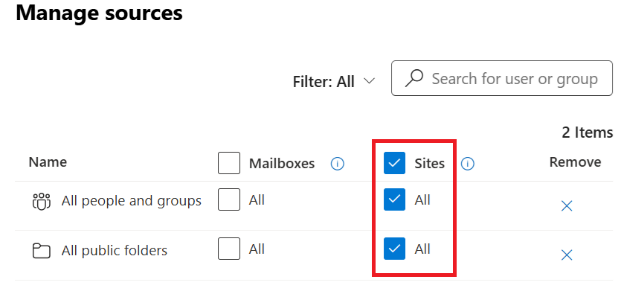 Manage sources
Filter: All
Search for user or group
2 Items
Name Mailboxes Sites Remove
All people and groups All All
All public folders All All